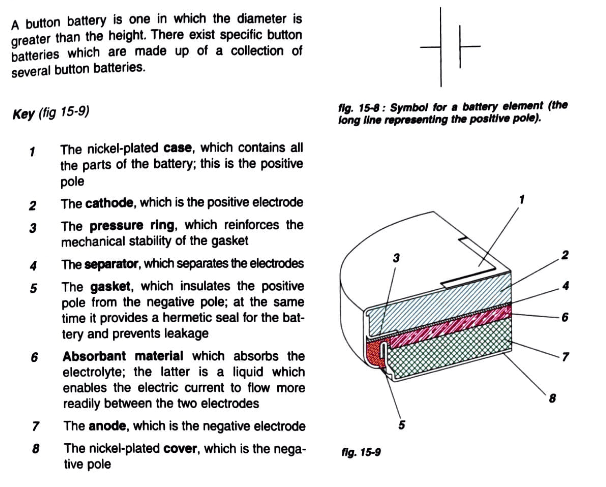 A button battery is one in which the diameter is
greater than the height. There exist specific button
batteries which are made up of a collection of
several button batteries.
Key (fig 15-9)
1 The nickel-plated case, which contains all
the parts of the battery; this is the positive
pole
2 The cathode, which is the positive electrode
3 The pressure ring, which reinforces the
mechanical stability of the gasket
4 The separator, which separates the electrodes
5 The gasket, which insulates the positive
pole from the negative pole; at the same
time it provides a hermetic seal for the bat-
tery and prevents leakage
6 Absorbant material which absorbs the
electrolyte; the latter is a liquid which
enables the electric current to flow more
readily between the two electrodes
7 The anode, which is the negative electrode
8 The nickel-plated cover, which is the nega-
tive pole
fig. 15-8 : Symbol for a battery element (the
long line representing the positive pole).
1
2
3
4
6
7
8
5
fig. 15-9